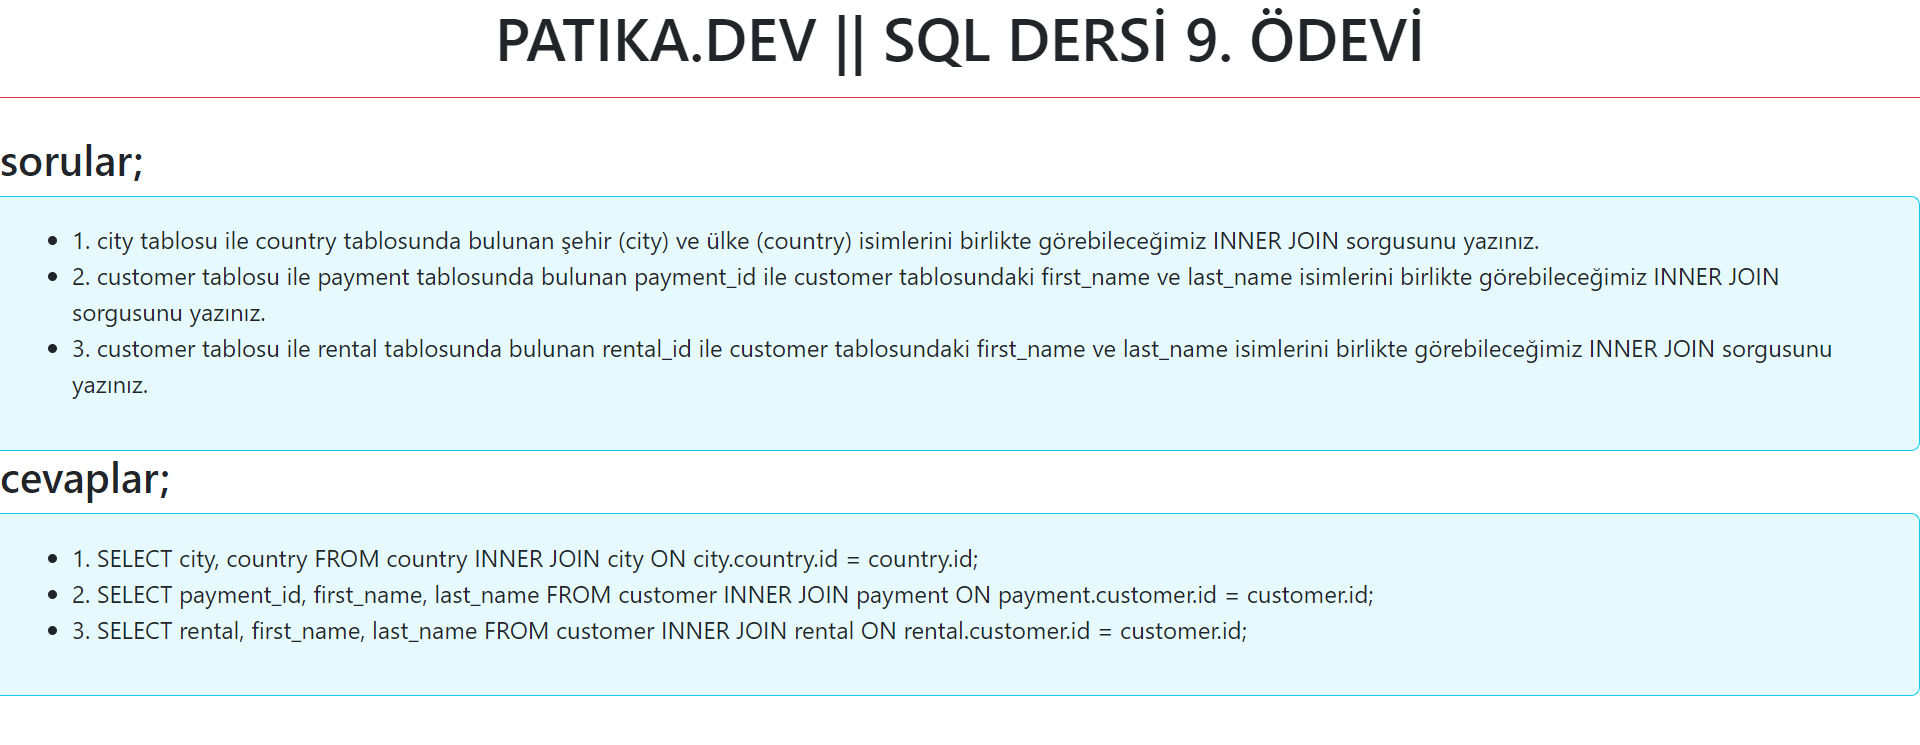 PATIKA.DEV || SQL DERSİ 9. ÖDEVİ
sorular;
• 1. city tablosu ile country tablosunda bulunan şehir (city) ve ülke (country) isimlerini birlikte görebileceğimiz INNER JOIN sorgusunu yazınız.
• 2. customer tablosu ile payment tablosunda bulunan payment_id ile customer tablosundaki first_name ve last_name isimlerini birlikte görebileceğimiz INNER JOIN
sorgusunu yazınız.
• 3. customer tablosu ile rental tablosunda bulunan rental_id ile customer tablosundaki first_name ve last_name isimlerini birlikte görebileceğimiz INNER JOIN sorgusunu
yazınız.
cevaplar;
• 1. SELECT city, country FROM country INNER JOIN city ON city.country.id = country.id;
• 2. SELECT payment_id, first_name, last_name FROM customer INNER JOIN payment ON payment.customer.id = customer.id;
• 3. SELECT rental, first_name, last_name FROM customer INNER JOIN rental ON rental.customer.id = customer.id;